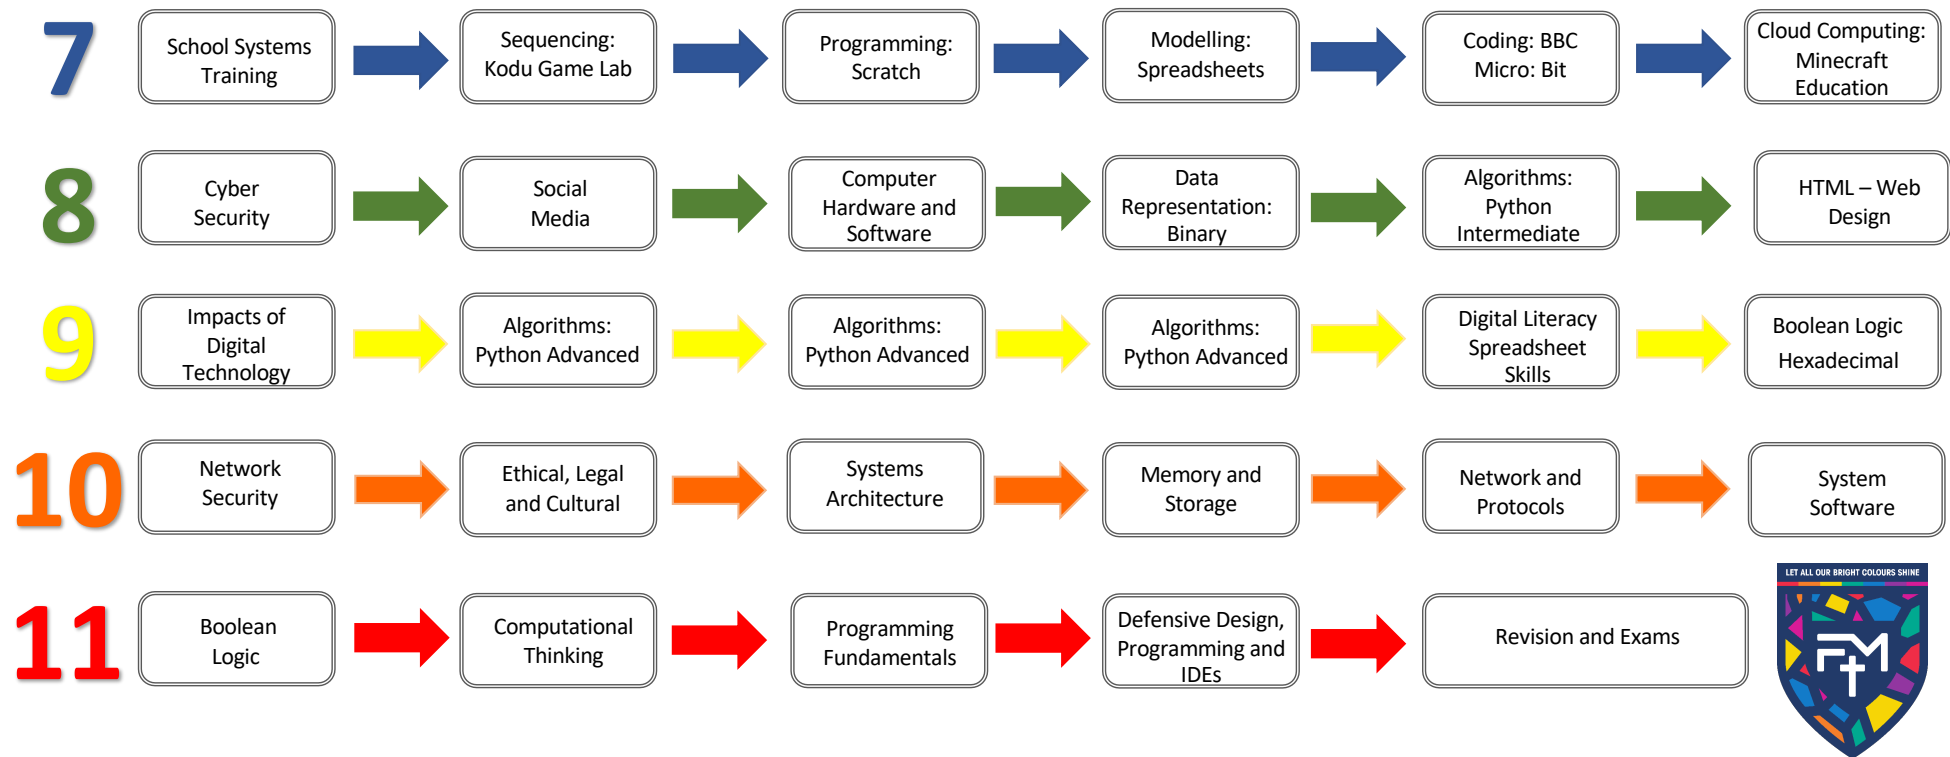 7
School Systems
Training
Sequencing:
Kodu Game Lab
Programming:
Scratch
Modelling:
Spreadsheets
Coding: BBC
Micro: Bit
Cloud Computing:
Minecraft
Education
8
Cyber
Security
Social
Media
Computer
Hardware and
Software
Data
Representation:
Binary
Algorithms:
Python
Intermediate
HTML – Web
Design
9
Impacts of
Digital
Technology
Algorithms:
Python Advanced
Algorithms:
Python Advanced
Algorithms:
Python Advanced
Digital Literacy
Spreadsheet
Skills
Boolean Logic
Hexadecimal
10
Network
Security
Ethical, Legal
and Cultural
Systems
Architecture
Memory and
Storage
Network and
Protocols
System
Software
11
Boolean
Logic
Computational
Thinking
Programming
Fundamentals
Defensive Design,
Programming and
IDEs
Revision and Exams
LET ALL OUR BRIGHT COLOURS SHINE
FM